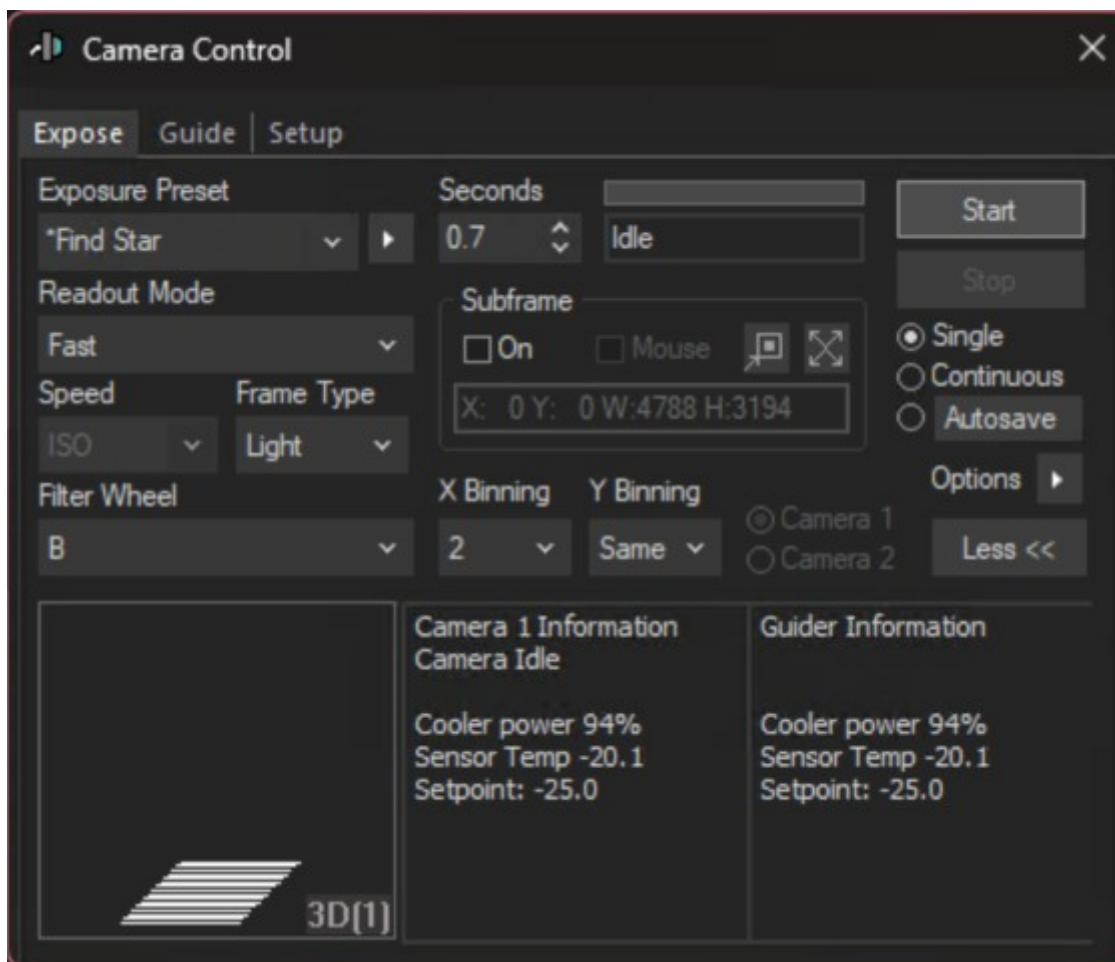 Camera Control
Expose Guide Setup
Exposure Preset
*Find Star
Seconds
0.7
Idle
Start
Stop
Readout Mode
Fast
Subframe
On Mouse
X: 0 Y: 0 W:4788 H:3194
Single
Continuous
Autosave
Speed Frame Type
ISO Light
Options
Less <<
Filter Wheel
B
X Binning Y Binning
2 Same
Camera 1
Camera 2
3D(1)
Camera 1 Information
Camera Idle
Cooler power 94%
Sensor Temp -20.1
Setpoint: -25.0
Guider Information
Cooler power 94%
Sensor Temp -20.1
Setpoint: -25.0